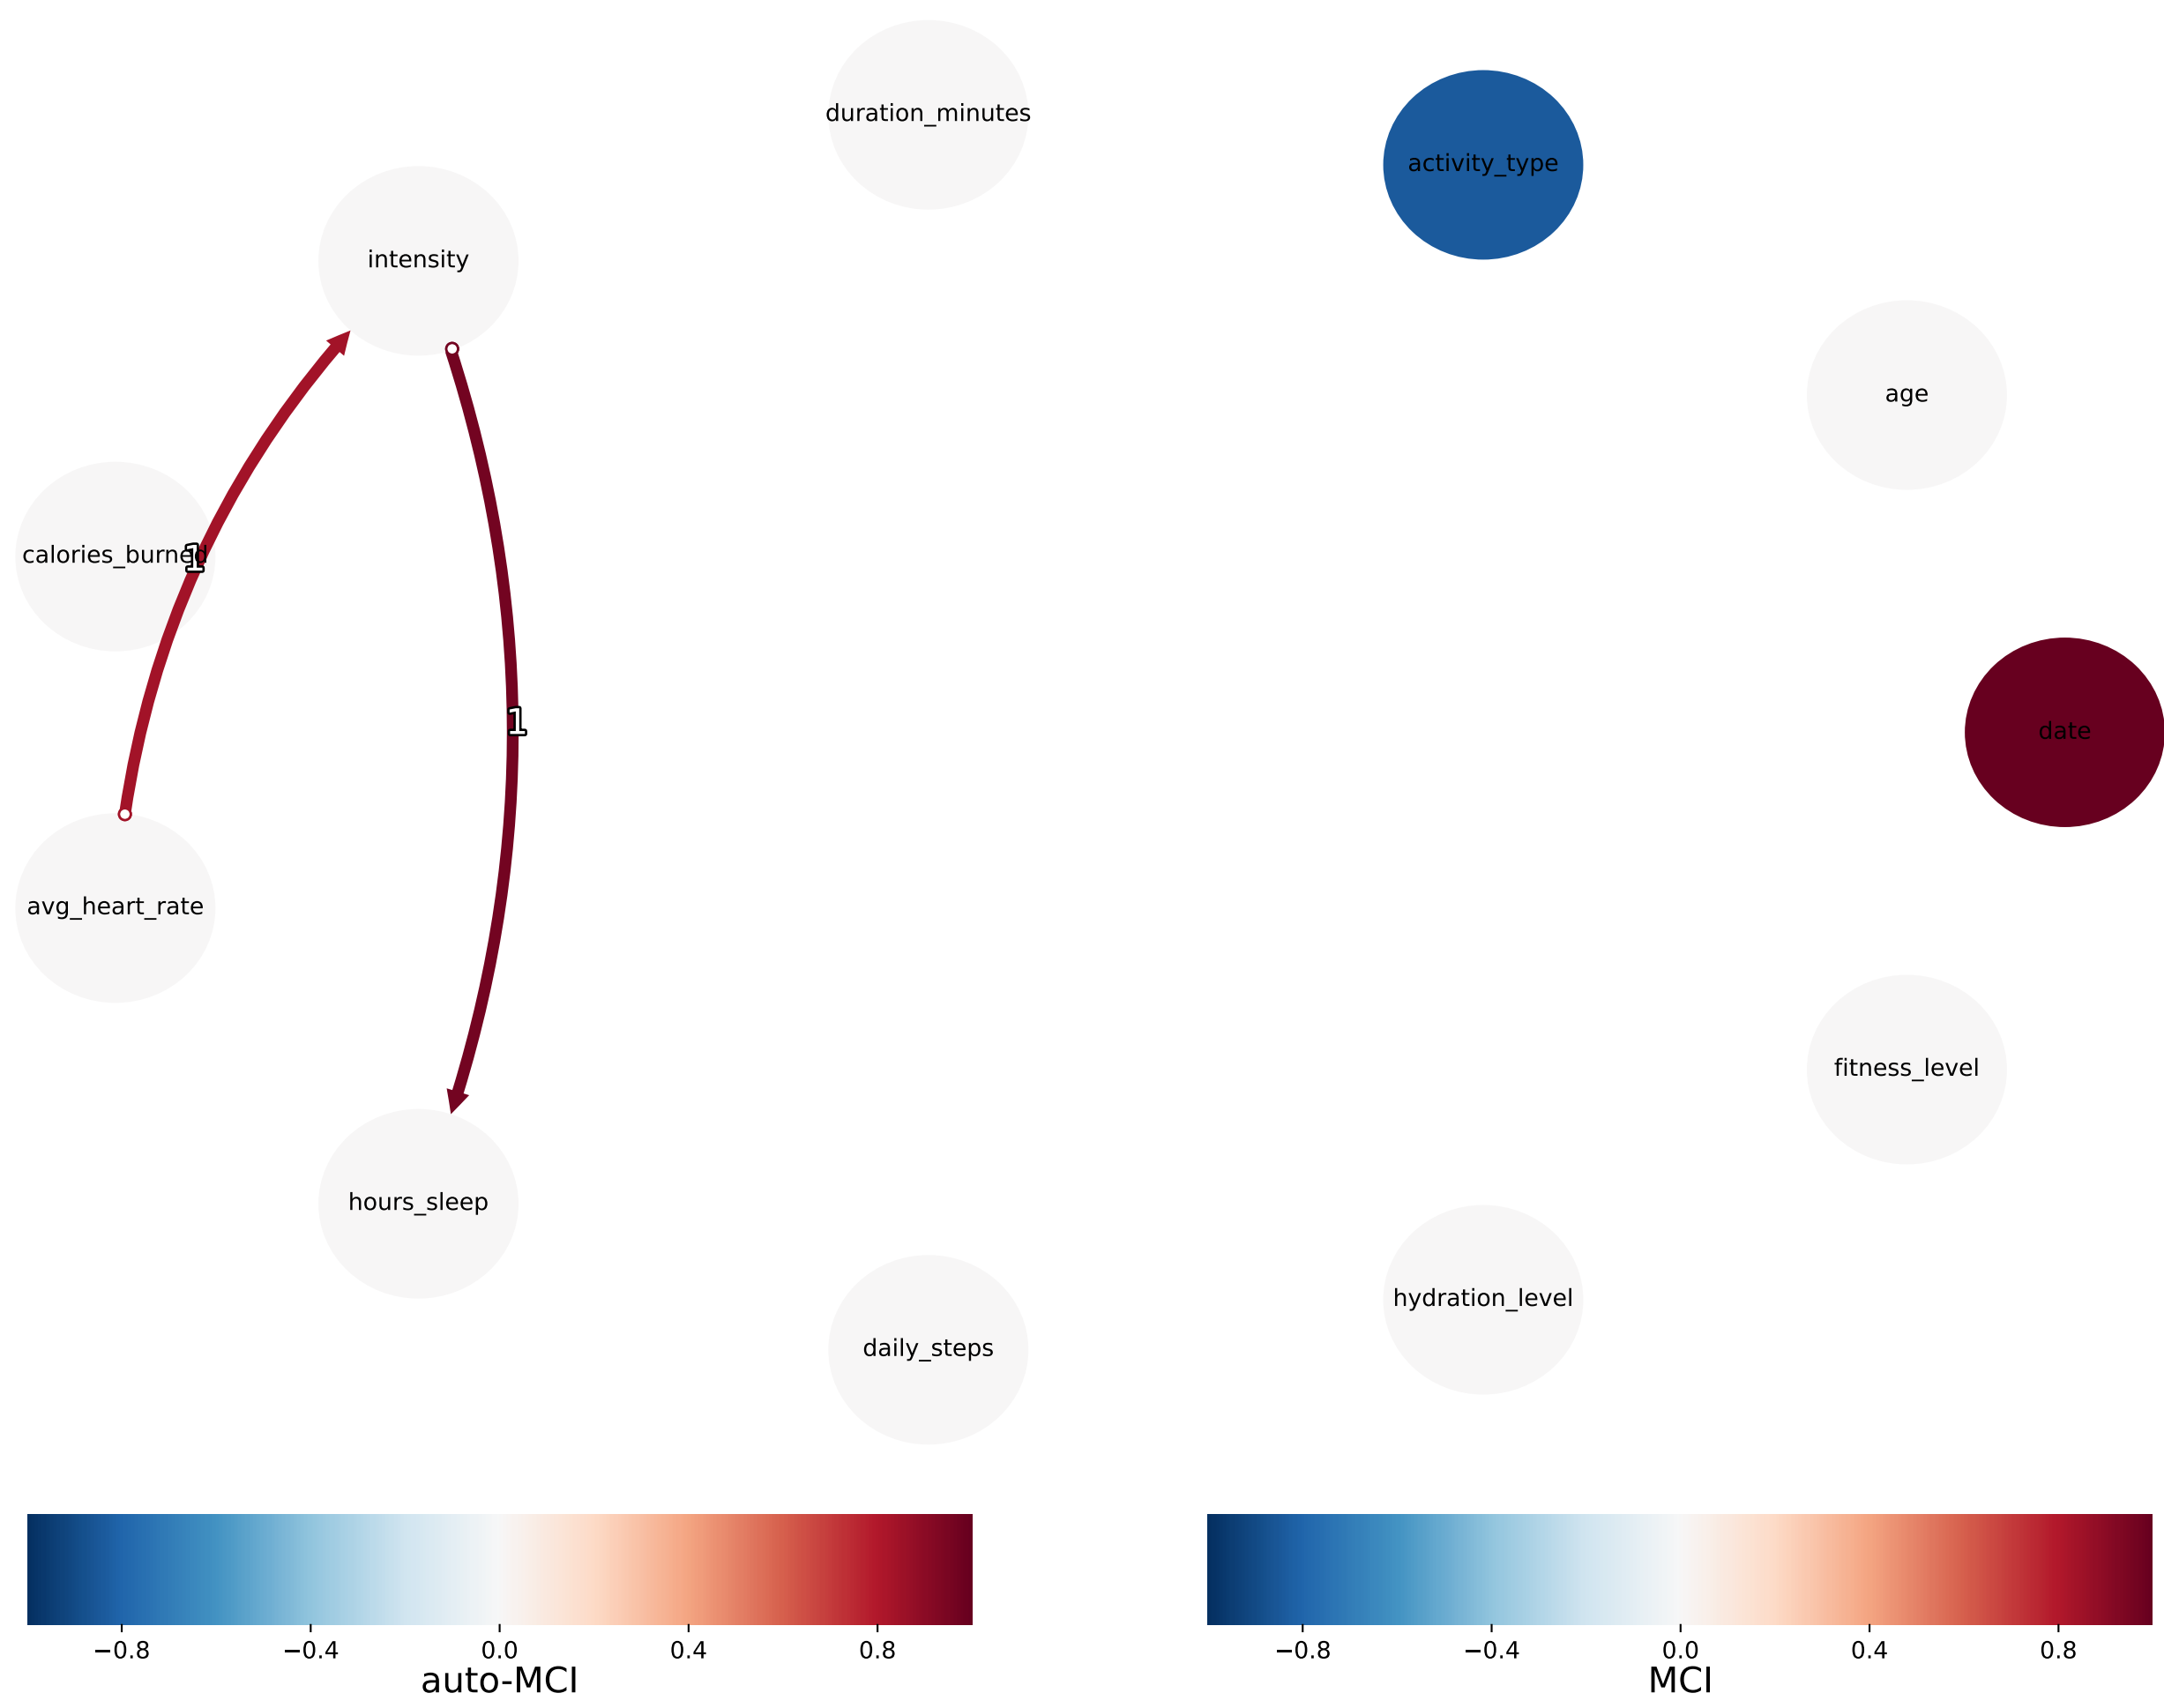 duration_minutes
activity_type
intensity
age
calories_burned
1
1
date
avg_heart_rate
fitness_level
hours_sleep
hydration_level
daily_steps
−0.8 −0.4 0.0 0.4 0.8
auto-MCI
−0.8 −0.4 0.0 0.4 0.8
MCI